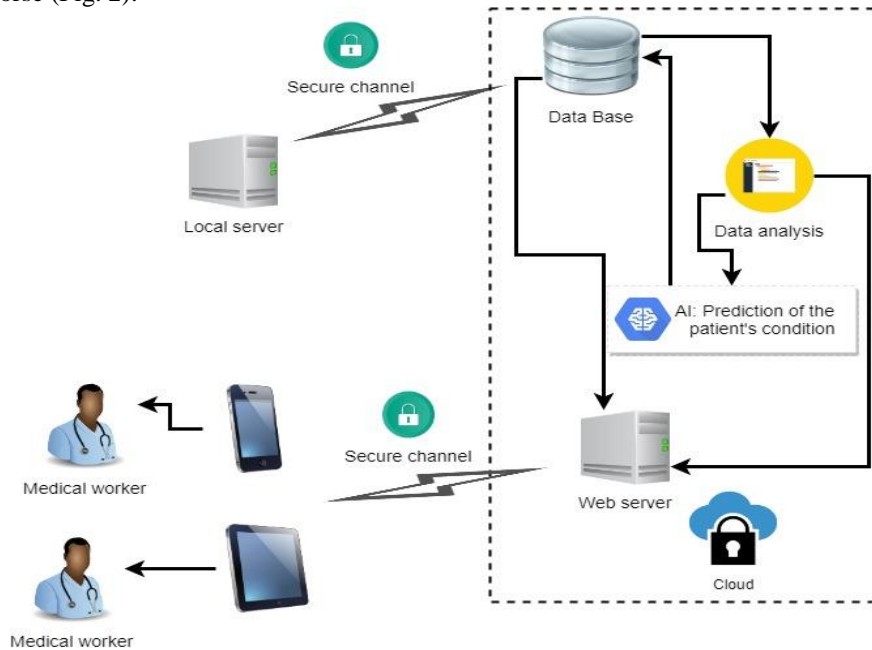 Secure channel
Data Base
Local server
Data analysis
AI: Prediction of the
patient's condition
Secure channel
Medical worker
Web server
Cloud
Medical worker